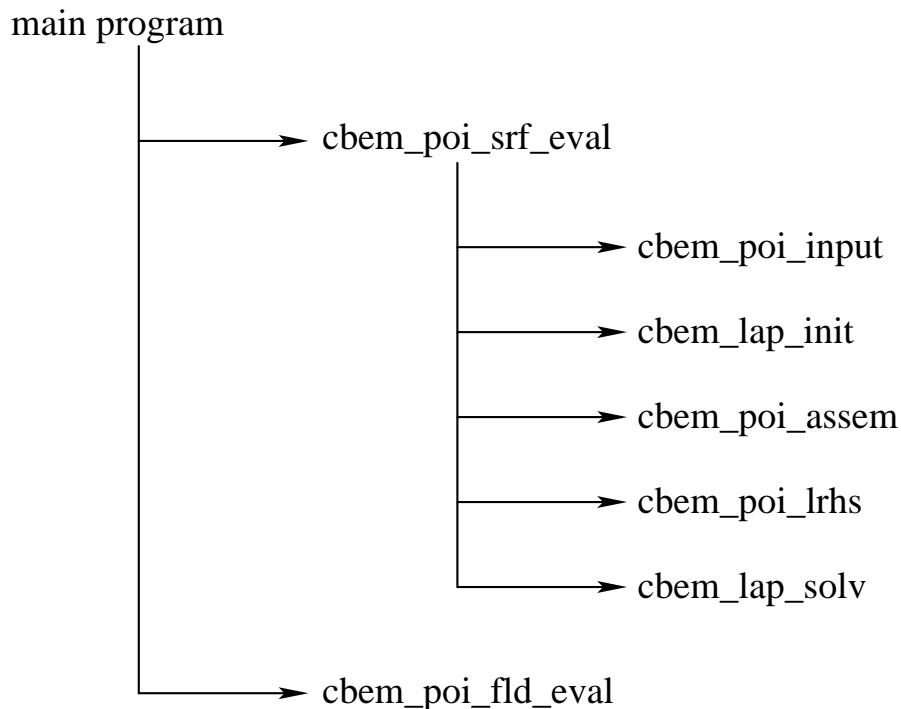 main program
cbem_poi_srf_eval
cbem_poi_input
cbem_lap_init
cbem_poi_assem
cbem_poi_lrhs
cbem_lap_solv
cbem_poi_fld_eval